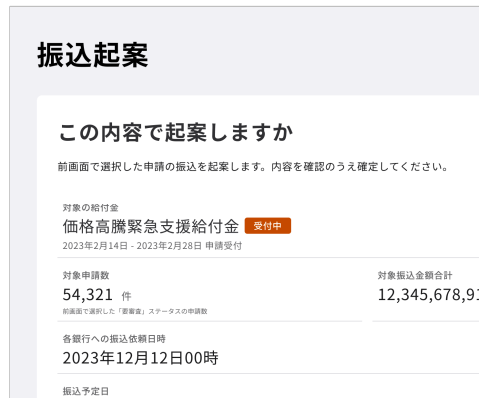 振込起案
この内容で起案しますか
前画面で選択した申請の振込を起案します。内容を確認のうえ確定してください。
対象の給付金
価格高騰緊急支援給付金 受付中
2023年2月14日 - 2023年2月28日 申請受付
対象申請数
54,321 件
前画面で選択した「要審査」ステータスの申請数
対象振込金額合計
12,345,678,91
各銀行への振込依頼日時
2023年12月12日00時
振込予定日